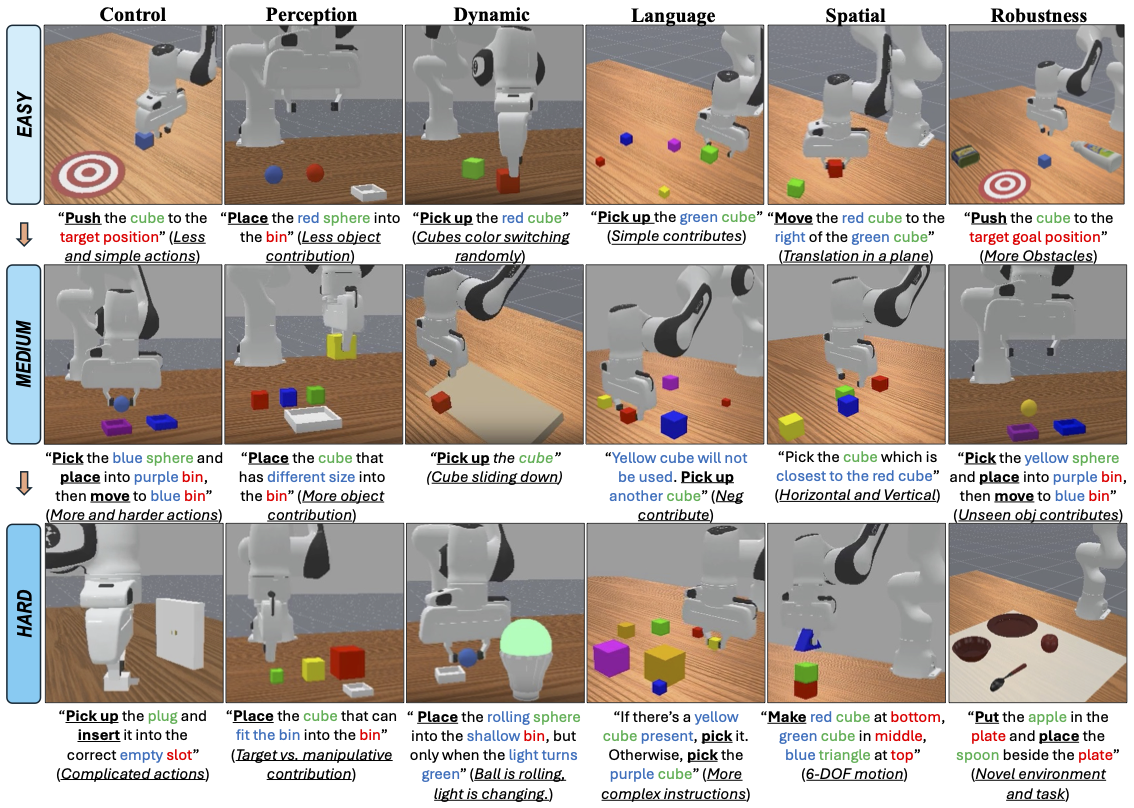 Control
Perception
Dynamic
Language
Spatial
Robustness
EASY
“Push the cube to the
target position” (Less
and simple actions)
“Place the red sphere into
the bin” (Less object
contribution)
“Pick up the red cube”
(Cubes color switching
randomly)
“Pick up the green cube”
(Simple contributes)
“Move the red cube to the
right of the green cube”
(Translation in a plane)
“Push the cube to the
target goal position”
(More Obstacles)
MEDIUM
“Pick the blue sphere and
place into purple bin,
then move to blue bin”
(More and harder actions)
“Place the cube that
has different size into
the bin” (More object
contribution)
“Pick up the cube”
(Cube sliding down)
“Yellow cube will not
be used. Pick up
another cube” (Neg
contribute)
“Pick the cube which is
closest to the red cube”
(Horizontal and Vertical)
“Pick the yellow sphere
and place into purple bin,
then move to blue bin”
(Unseen obj contributes)
HARD
“Pick up the plug and
insert it into the
correct empty slot”
(Complicated actions)
“Place the cube that can
fit the bin into the bin”
(Target vs. manipulative
contribution)
“ Place the rolling sphere
into the shallow bin, but
only when the light turns
green” (Ball is rolling,
light is changing.)
“If there’s a yellow
cube present, pick it.
Otherwise, pick the
purple cube” (More
complex instructions)
“Make red cube at bottom,
green cube in middle,
blue triangle at top”
(6-DOF motion)
“Put the apple in the
plate and place the
spoon beside the plate”
(Novel environment
and task)